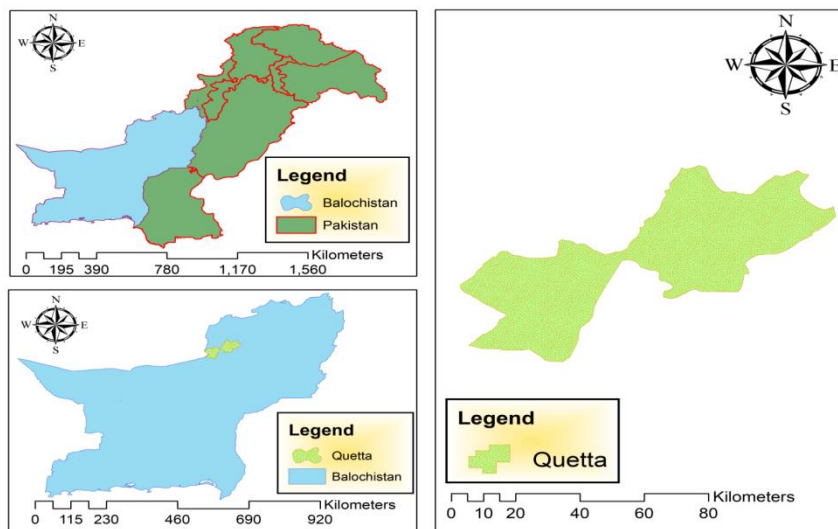 N
W E
S
Legend
Balochistan
Pakistan
Kilometers
0 195 390 780 1,170 1,560
N
W E
S
Legend
Quetta
Balochistan
Kilometers
0 115 230 460 690 920
N
W E
S
Legend
Quetta
Kilometers
0 5 10 20 40 60 80